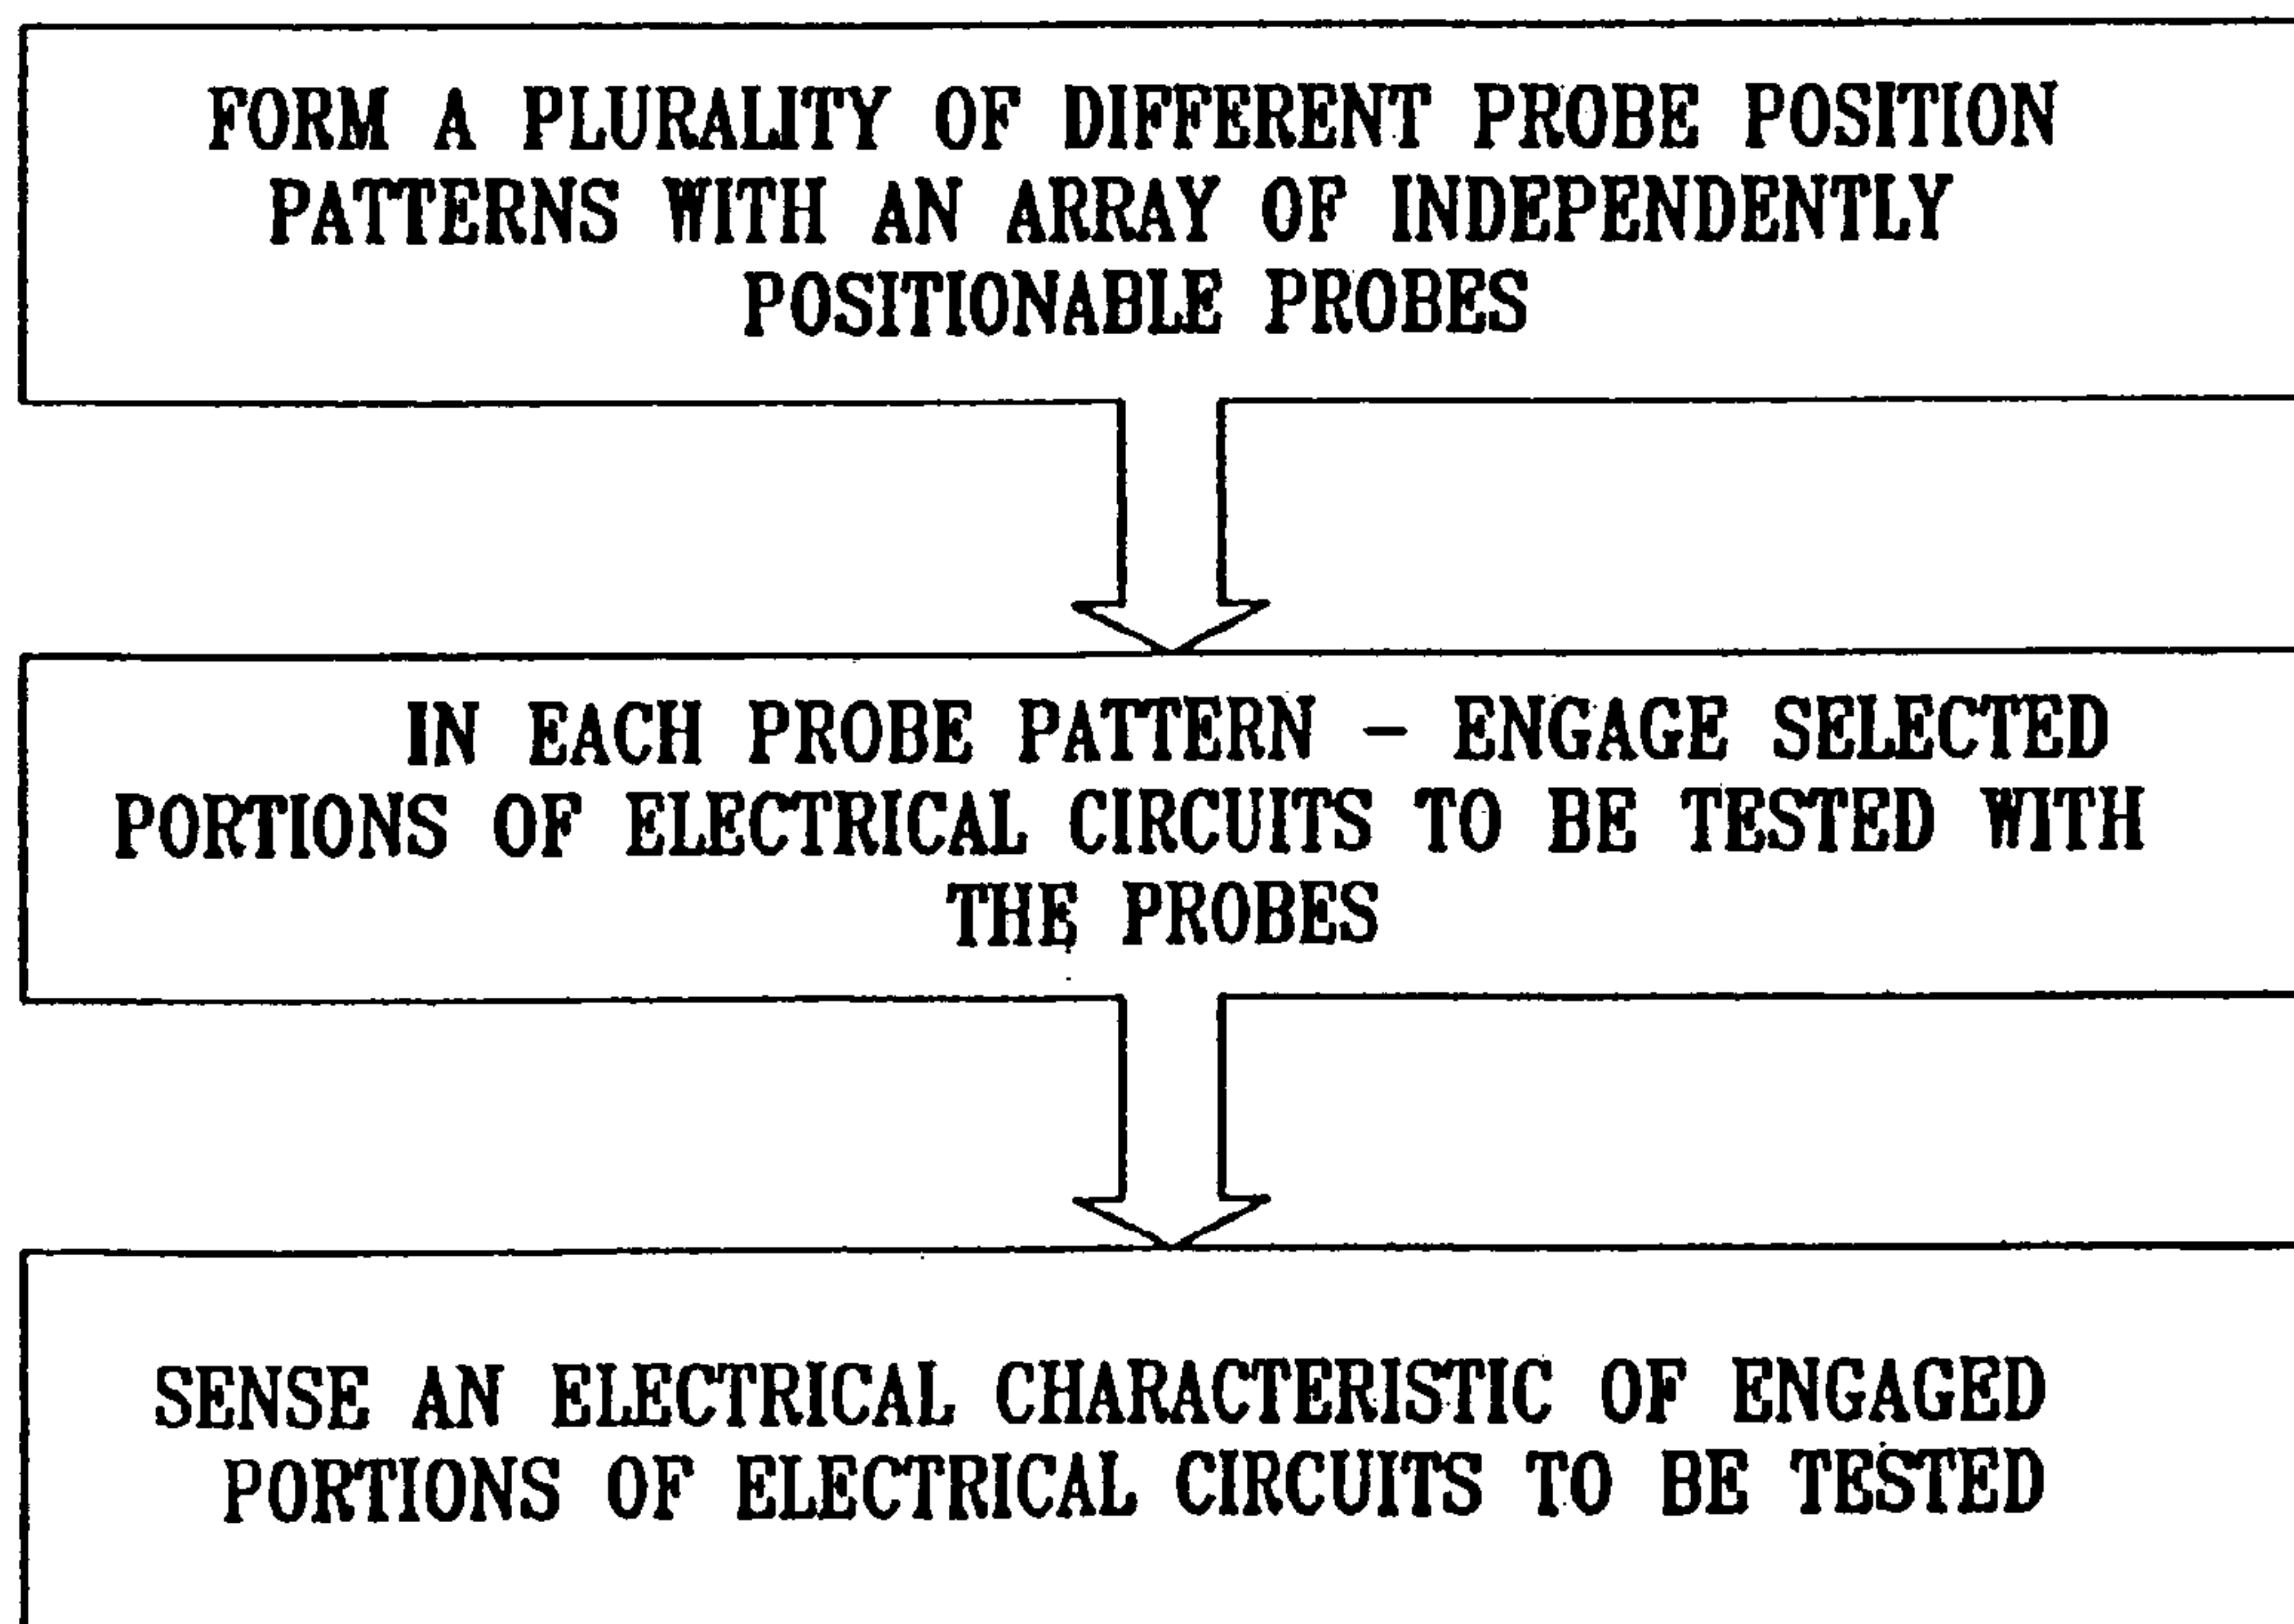 FORM A PLURALITY OF DIFFERENT PROBE POSITION
PATTERNS WITH AN ARRAY OF INDEPENDENTLY
POSITIONABLE PROBES
IN EACH PROBE PATTERN – ENGAGE SELECTED
PORTIONS OF ELECTRICAL CIRCUITS TO BE TESTED WITH
THE PROBES
SENSE AN ELECTRICAL CHARACTERISTIC OF ENGAGED
PORTIONS OF ELECTRICAL CIRCUITS TO BE TESTED